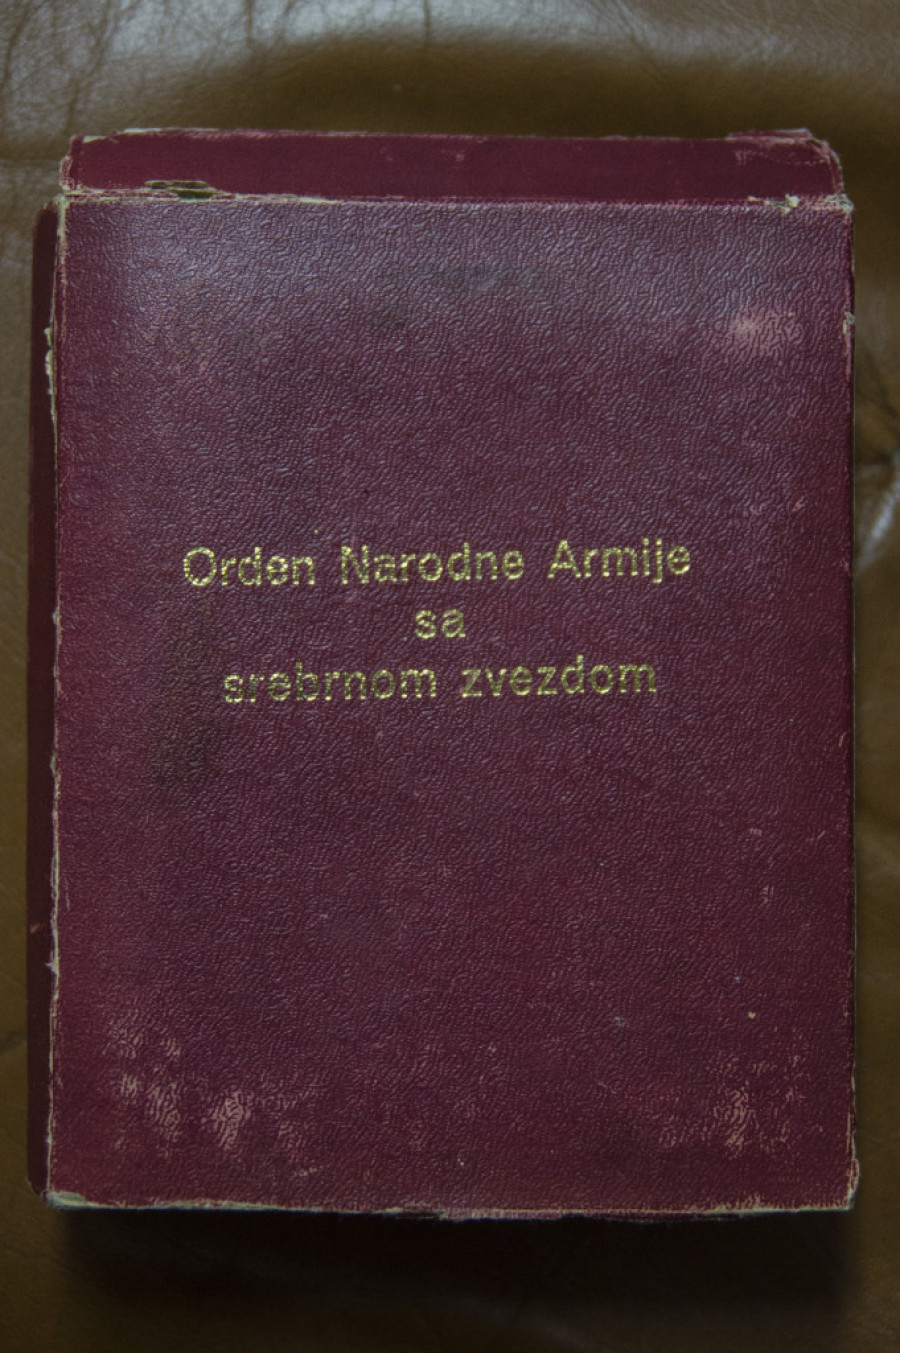 Orden Narodne Armije
sa
srebrnom zvezdom